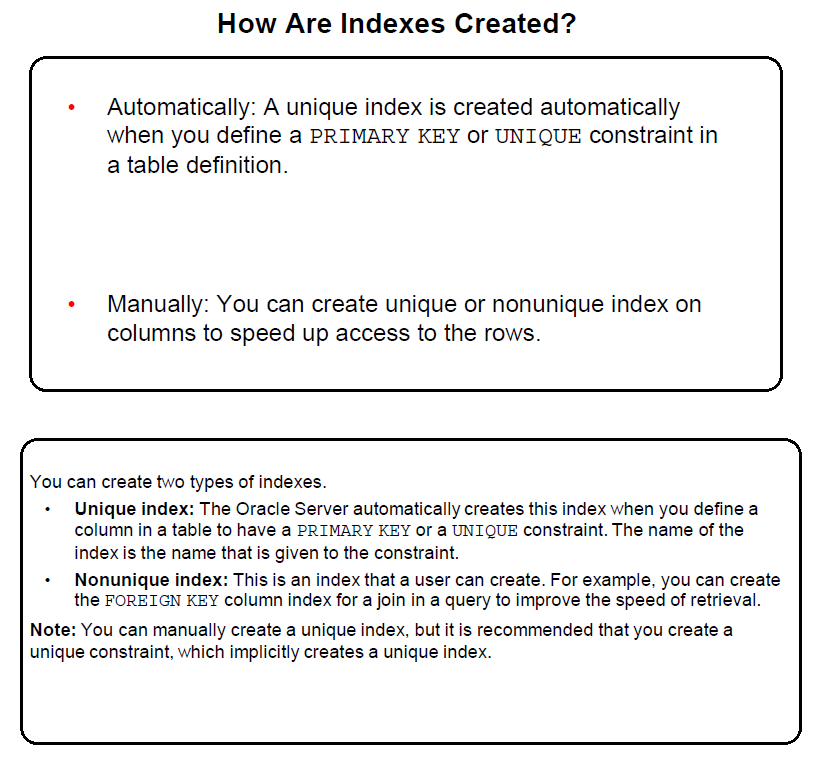 How Are Indexes Created?
• Automatically: A unique index is created automatically
when you define a PRIMARY KEY or UNIQUE constraint in
a table definition.
• Manually: You can create unique or nonunique index on
columns to speed up access to the rows.
You can create two types of indexes.
• Unique index: The Oracle Server automatically creates this index when you define a
column in a table to have a PRIMARY KEY or a UNIQUE constraint. The name of the
index is the name that is given to the constraint.
• Nonunique index: This is an index that a user can create. For example, you can create
the FOREIGN KEY column index for a join in a query to improve the speed of retrieval.
Note: You can manually create a unique index, but it is recommended that you create a
unique constraint, which implicitly creates a unique index.